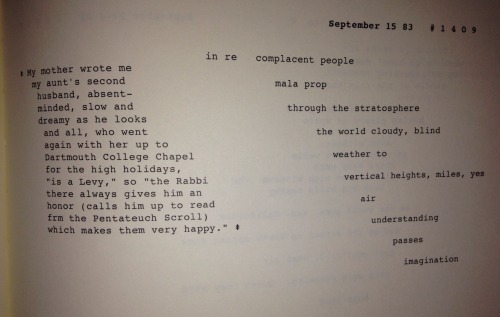 September 15 83 # 1 4 0 9
in re complacent people
mala prop
through the stratosphere
the world cloudy, blind
weather to
vertical heights, miles, yes
air
understanding
passes
imagination
My mother wrote me
my aunt's second
husband, absent-
minded, slow and
dreamy as he looks
and all, who went
again with her up to
Dartmouth College Chapel
for the high holidays,
"is a Levy," so "the Rabbi
there always gives him an
honor (calls him up to read
frm the Pentateuch Scroll)
which makes them very happy."